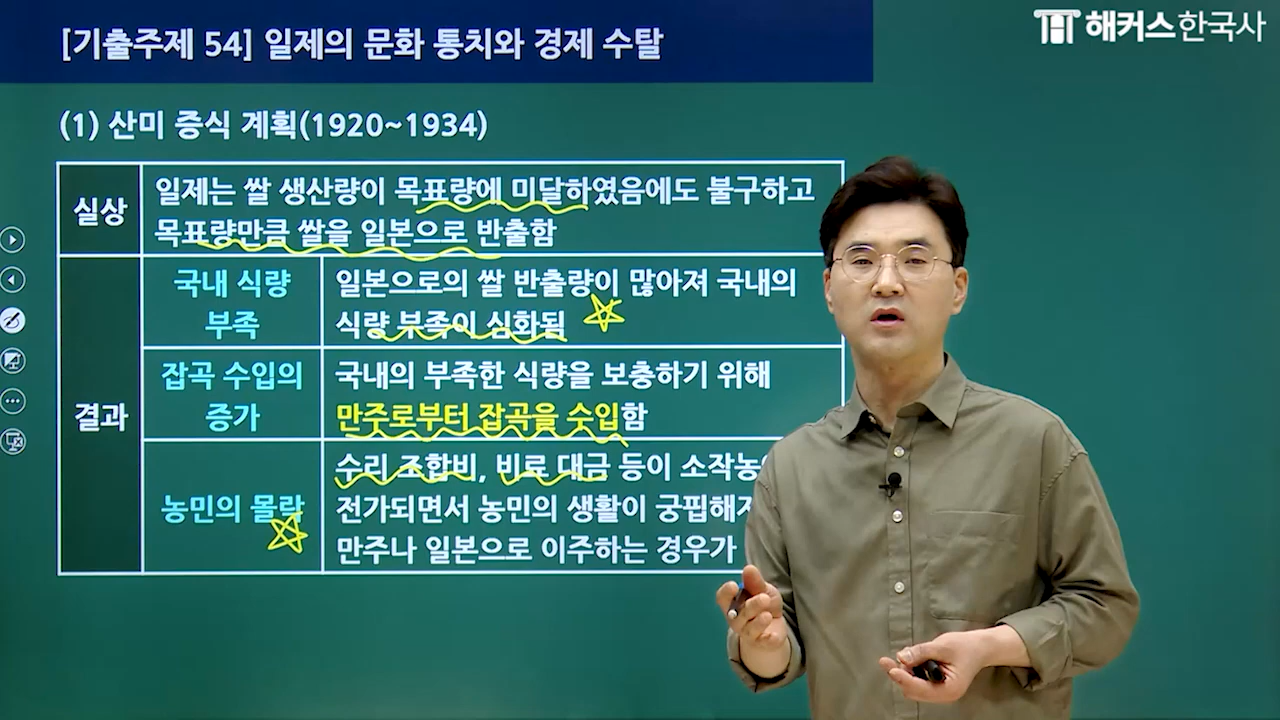 [기출주제 54] 일제의 문화 통치와 경제 수탈
해커스한국사
(1) 산미 증식 계획(1920~1934)
실상
일제는 쌀 생산량이 목표량에 미달하였음에도 불구하고
목표량만큼 쌀을 일본으로 반출함
결과
국내 식량
부족
일본으로의 쌀 반출량이 많아져 국내의
식량 부족이 심화됨
잡곡 수입의
증가
국내의 부족한 식량을 보충하기 위해
만주로부터 잡곡을 수입함
농민의 몰락
수리 조합비, 비료 대금 등이
전가되면서 농민의 생활이
만주나 일본으로 이주하는 경우가